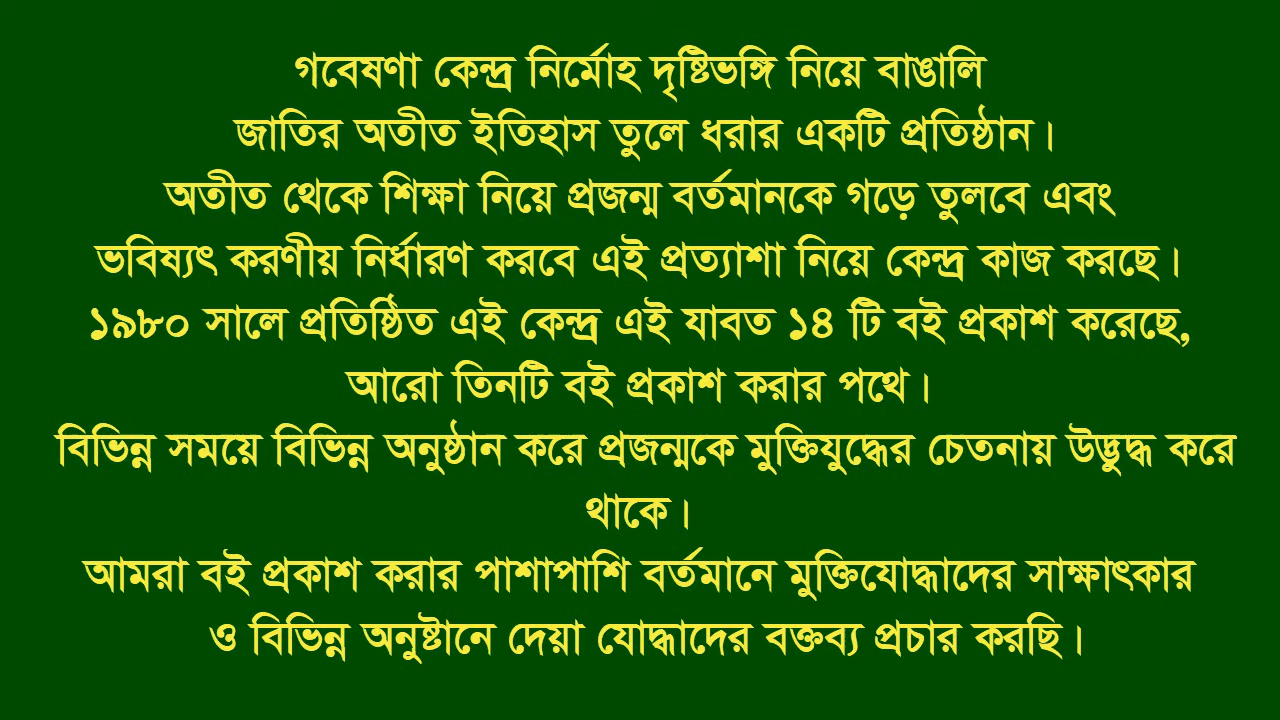 গবেষণা কেন্দ্র নির্মোহ দৃষ্টিভঙ্গি নিয়ে বাঙালি
জাতির অতীত ইতিহাস তুলে ধরার একটি প্রতিষ্ঠান।
অতীত থেকে শিক্ষা নিয়ে প্রজন্ম বর্তমানকে গড়ে তুলবে এবং
ভবিষ্যৎ করণীয় নির্ধারণ করবে এই প্রত্যাশা নিয়ে কেন্দ্র কাজ করছে।
১৯৮০ সালে প্রতিষ্ঠিত এই কেন্দ্র এই যাবত ১৪ টি বই প্রকাশ করেছে,
আরো তিনটি বই প্রকাশ করার পথে।
বিভিন্ন সময়ে বিভিন্ন অনুষ্ঠান করে প্রজন্মকে মুক্তিযুদ্ধের চেতনায় উদ্ভুদ্ধ করে
থাকে।
আমরা বই প্রকাশ করার পাশাপাশি বর্তমানে মুক্তিযোদ্ধাদের সাক্ষাৎকার
ও বিভিন্ন অনুষ্টানে দেয়া যোদ্ধাদের বক্তব্য প্রচার করছি।